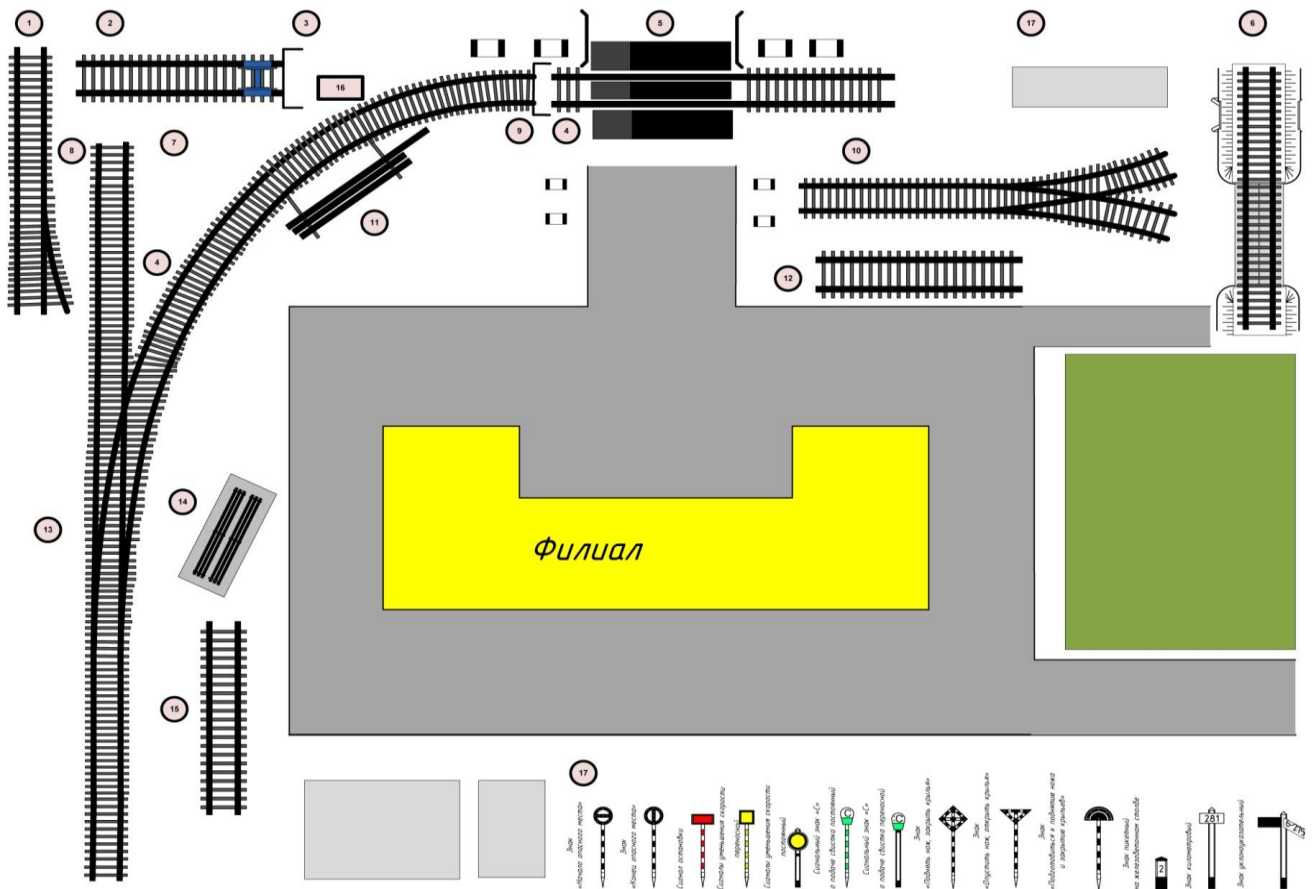 1
2
3
5
17
6
16
8
7
9
4
10
4
11
12
14
13
Филиал
15
17
Знак
«Начало опасного места»
Знак
«Конец опасного места»
Сигнал остановки
Сигналы уменьшения скорости
переносной
Сигналы уменьшения скорости
постоянный
Сигнальный знак «С»
о подаче свистка постоянный
Сигнальный знак «С»
о подаче свистка переносной
Знак
«Поднять нож, закрыть крылья»
Знак
«Опустить нож, открыть крылья»
Знак
«Подготовиться к поднятию ножа
и закрытию крыльев»
Знак пикетный
на железобетонном столбе
Знак километровый
Знак уклоноуказательный
С
С
2
281